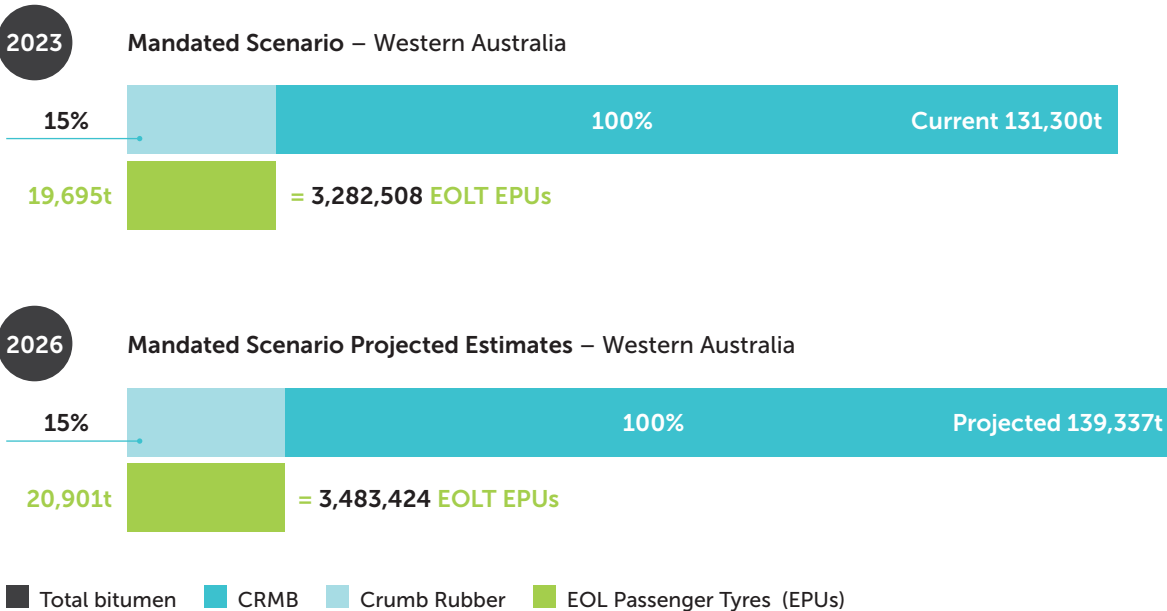 2023 Mandated Scenario – Western Australia
15% 100% Current 131,300t
19,695t = 3,282,508 EOLT EPUs
2026 Mandated Scenario Projected Estimates – Western Australia
15% 100% Projected 139,337t
20,901t = 3,483,424 EOLT EPUs
Total bitumen CRMB Crumb Rubber EOL Passenger Tyres (EPUs)